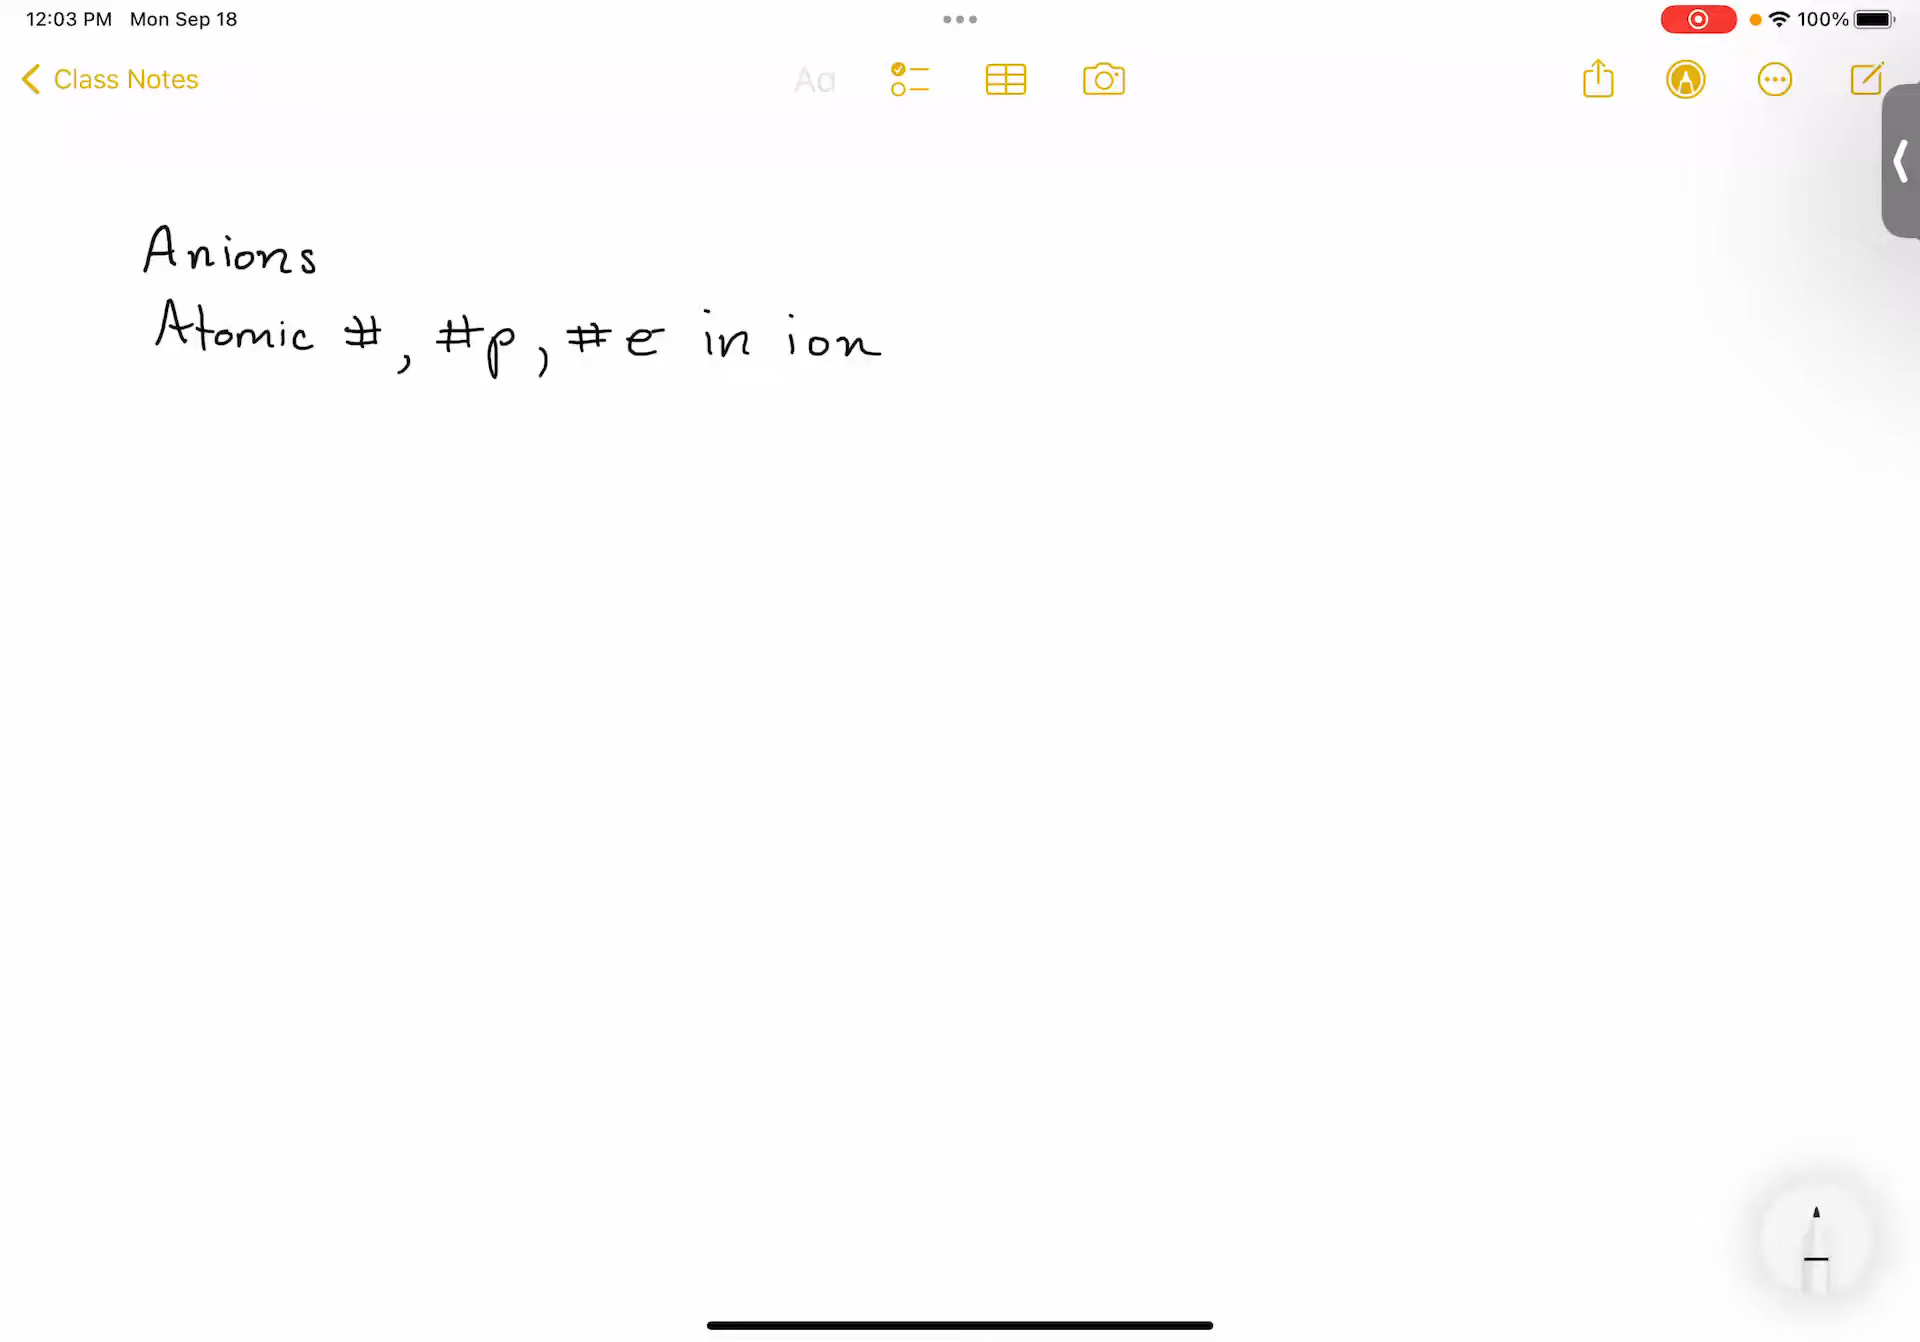 12:03 PM Mon Sep 18
100%
Class Notes
Aa
Anions
Atomic #, #p, #e in ion